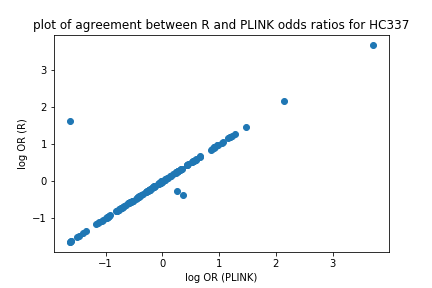 plot of agreement between R and PLINK odds ratios for HC337
3
2
1
0
−1
log OR (R)
−1 0 1 2 3
log OR (PLINK)